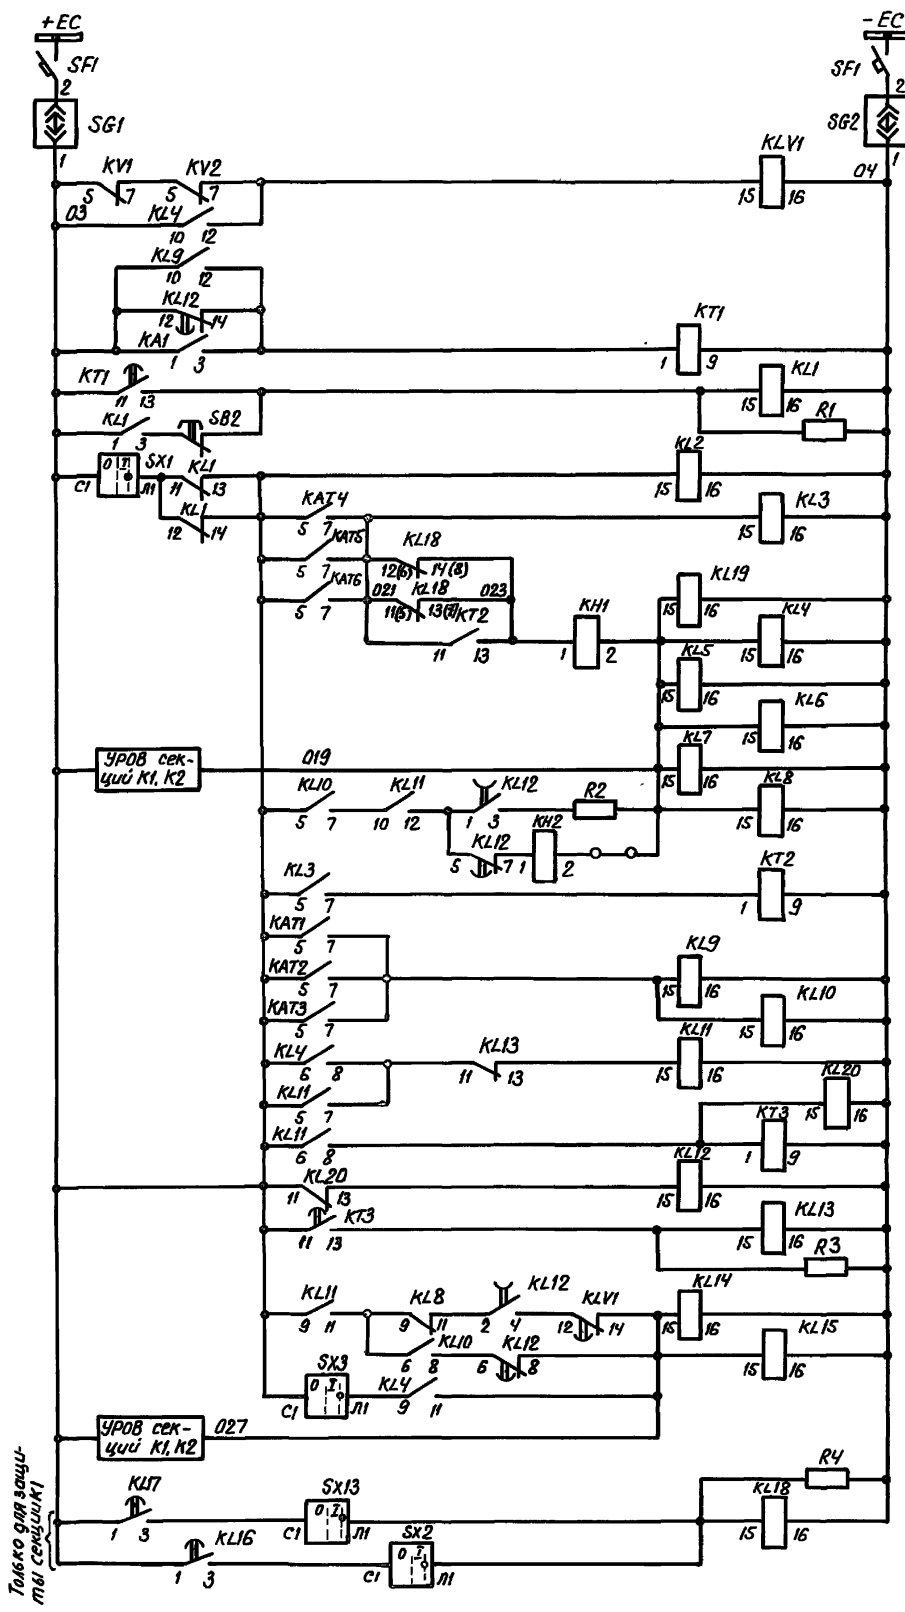 +EC
-EC
SF1
SF1
2
2
SG1
SG2
1
1
KV1
KV2
KLV1
04
5 7
5 7
15 16
03
KL4
10 12
KL9
10 12
KL12
12 14
KT1
KA1
1 3
1 9
KT1
KL1
11 13
15 16
R1
KL1
SB2
1 3
KL2
O I
SX1
KL1
C1 Л1
11 13
15 16
KL1
KAT4
KL3
12 14
5 7
15 16
KAT5
KL18
5 7
12(6) 14(8)
KL19
KAT6
021
KL18
023
5 7
11(5) 13(7)
KT2
KH1
15 16
KL4
11 13
1 2
15 16
KL5
15 16
KL6
15 16
KL7
УРОВ сек-
ций К1, К2
019
15 16
KL8
KL10
KL11
KL12
R2
5 7
10 12
1 3
15 16
KL12
KH2
5 7
1 2
KL3
KT2
5 7
1 9
KAT1
5 7
KL9
KAT2
5 7
15 16
KL10
KAT3
5 7
15 16
KL11
KL4
KL13
6 8
11 13
15 16
KL20
KL11
5 7
15 16
KT3
KL11
6 8
1 9
KL12
KL20
11 13
15 16
KT3
KL13
11 13
15 16
R3
KL14
KL11
KL8
KL12
KLV1
9 11
9 11
2 4
12 14
15 16
KL15
KL10
KL12
6 8
6 8
15 16
SX3
O I
KL4
C1 Л1
9 11
УРОВ сек-
ций К1, К2
027
R4
KL17
SX13
KL18
O I
1 3
C1 Л1
15 16
KL16
SX2
O I
1 3
C1 Л1
Только для защи-
ты секции К1